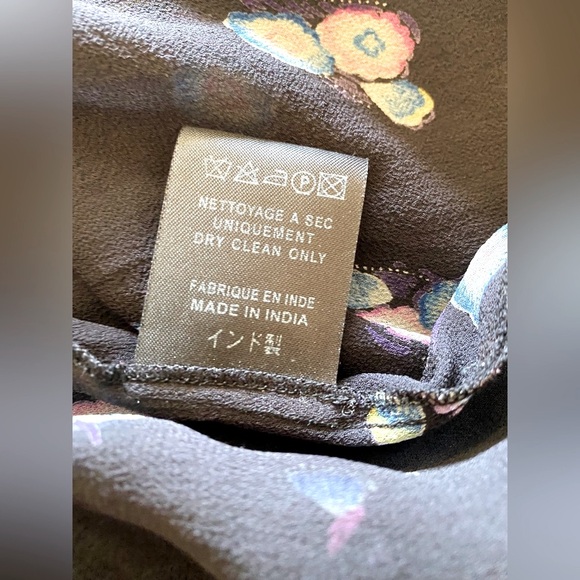 P
NETTOYAGE A SEC
UNIQUEMENT
DRY CLEAN ONLY
FABRIQUE EN INDE
MADE IN INDIA
インド製